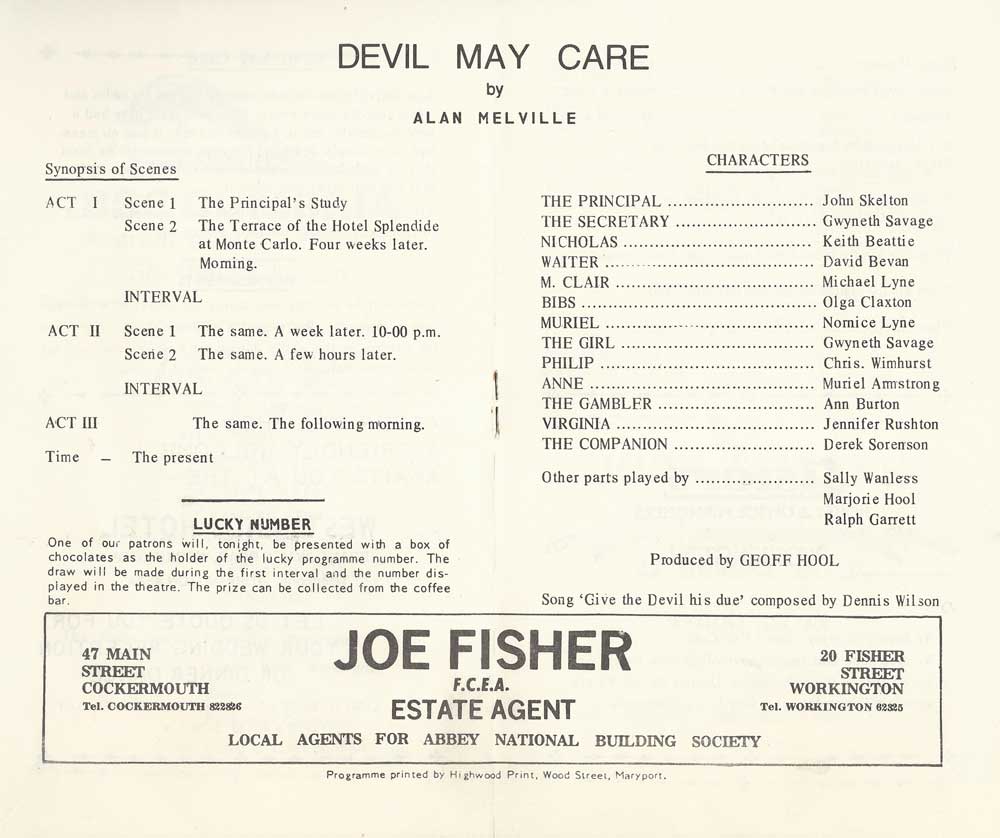 DEVIL MAY CARE
by
ALAN MELVILLE
Synopsis of Scenes
ACT I Scene 1 The Principal's Study
Scene 2 The Terrace of the Hotel Splendide
at Monte Carlo. Four weeks later.
Morning.
INTERVAL
ACT II Scene 1 The same. A week later. 10-00 p.m.
Scene 2 The same. A few hours later.
INTERVAL
ACT III The same. The following morning.
Time – The present
LUCKY NUMBER
One of our patrons will, tonight, be presented with a box of
chocolates as the holder of the lucky programme number. The
draw will be made during the first interval and the number dis-
played in the theatre. The prize can be collected from the coffee
bar.
CHARACTERS
THE PRINCIPAL .......................... John Skelton
THE SECRETARY ......................... Gwyneth Savage
NICHOLAS ................................. Keith Beattie
WAITER ..................................... David Bevan
M. CLAIR ................................... Michael Lyne
BIBS .......................................... Olga Claxton
MURIEL ..................................... Nornice Lyne
THE GIRL .................................. Gwyneth Savage
PHILIP ....................................... Chris. Wimhurst
ANNE ........................................ Muriel Armstrong
THE GAMBLER ............................ Ann Burton
VIRGINIA ................................... Jennifer Rushton
THE COMPANION ......................... Derek Sorenson
Other parts played by ..................... Sally Wanless
Marjorie Hool
Ralph Garrett
Produced by GEOFF HOOL
Song 'Give the Devil his due' composed by Dennis Wilson
47 MAIN
STREET
COCKERMOUTH
Tel. COCKERMOUTH 822826
JOE FISHER
F.C.E.A.
ESTATE AGENT
20 FISHER
STREET
WORKINGTON
Tel. WORKINGTON 62325
LOCAL AGENTS FOR ABBEY NATIONAL BUILDING SOCIETY
Programme printed by Highwood Print, Wood Street, Maryport.